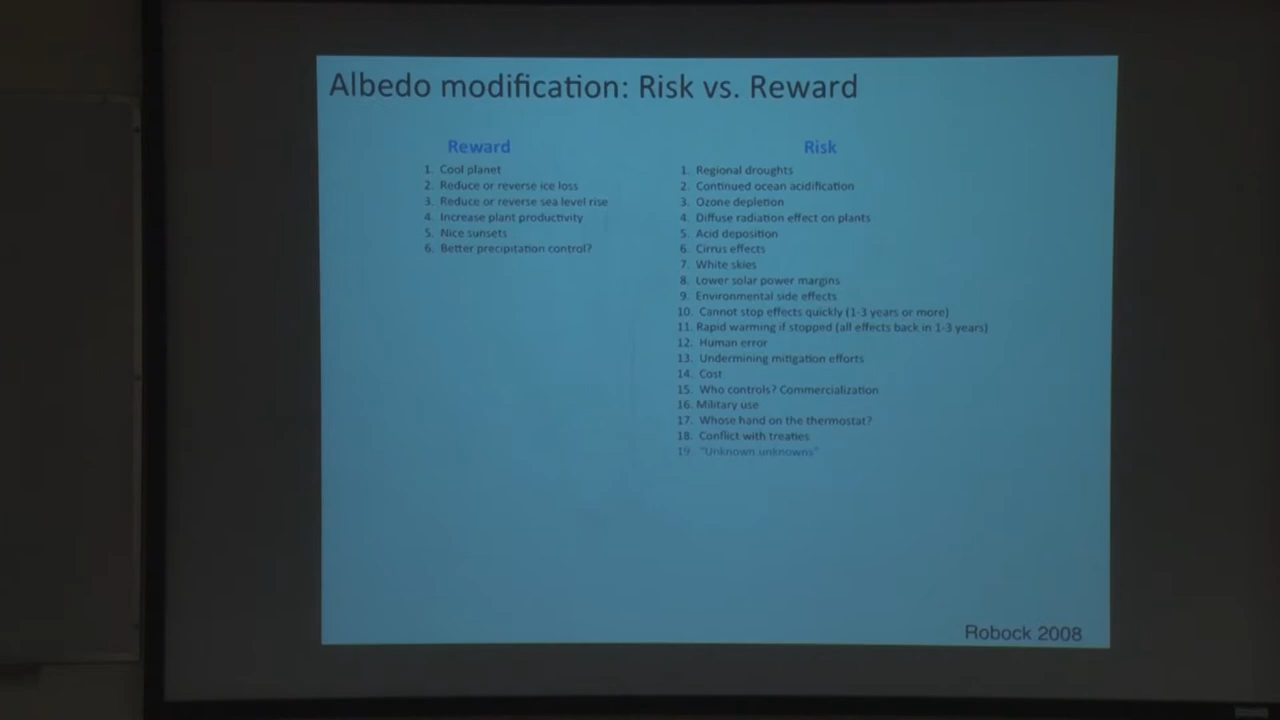 Albedo modification: Risk vs. Reward
Reward
1. Cool planet
2. Reduce or reverse ice loss
3. Reduce or reverse sea level rise
4. Increase plant productivity
5. Nice sunsets
6. Better precipitation control?
Risk
1. Regional droughts
2. Continued ocean acidification
3. Ozone depletion
4. Diffuse radiation effect on plants
5. Acid deposition
6. Cirrus effects
7. White skies
8. Lower solar power margins
9. Environmental side effects
10. Cannot stop effects quickly (1-3 years or more)
11. Rapid warming if stopped (all effects back in 1-3 years)
12. Human error
13. Undermining mitigation efforts
14. Cost
15. Who controls? Commercialization
16. Military use
17. Whose hand on the thermostat?
18. Conflict with treaties
19. "Unknown unknowns"
Robock 2008